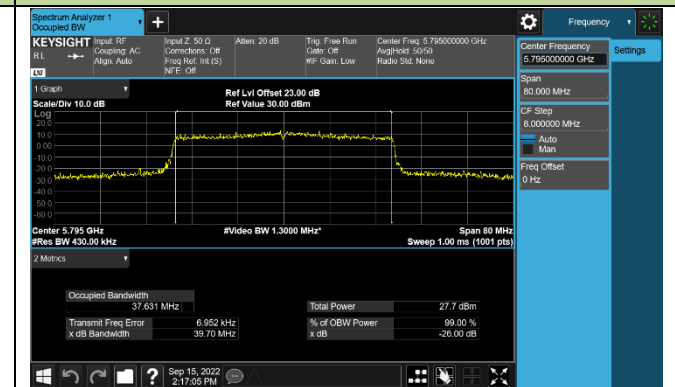 Spectrum Analyzer 1
Occupied BW
Frequency
KEYSIGHT
RL
LXI
Input: RF
Coupling: AC
Align: Auto
Input Z: 50 Ω
Corrections: Off
Freq Ref: Int (S)
NFE: Off
Atten: 20 dB
Trig: Free Run
Gate: Off
#IF Gain: Low
Center Freq: 5.795000000 GHz
Avg|Hold: 50/50
Radio Std: None
Center Frequency
5.795000000 GHz
Settings
Span
80.000 MHz
CF Step
8.000000 MHz
Auto
Man
Freq Offset
0 Hz
1 Graph
Scale/Div 10.0 dB
Ref Lvl Offset 23.00 dB
Ref Value 30.00 dBm
Log
20.0
10.0
0.00
-10.0
-20.0
-30.0
-40.0
-50.0
-60.0
Center 5.795 GHz
#Video BW 1.3000 MHz*
Span 80 MHz
#Res BW 430.00 kHz
Sweep 1.00 ms (1001 pts)
2 Metrics
Occupied Bandwidth
37.631 MHz
Total Power 27.7 dBm
Transmit Freq Error 6.952 kHz
% of OBW Power 99.00 %
x dB Bandwidth 39.70 MHz
x dB -26.00 dB
?
Sep 15, 2022
2:17:05 PM